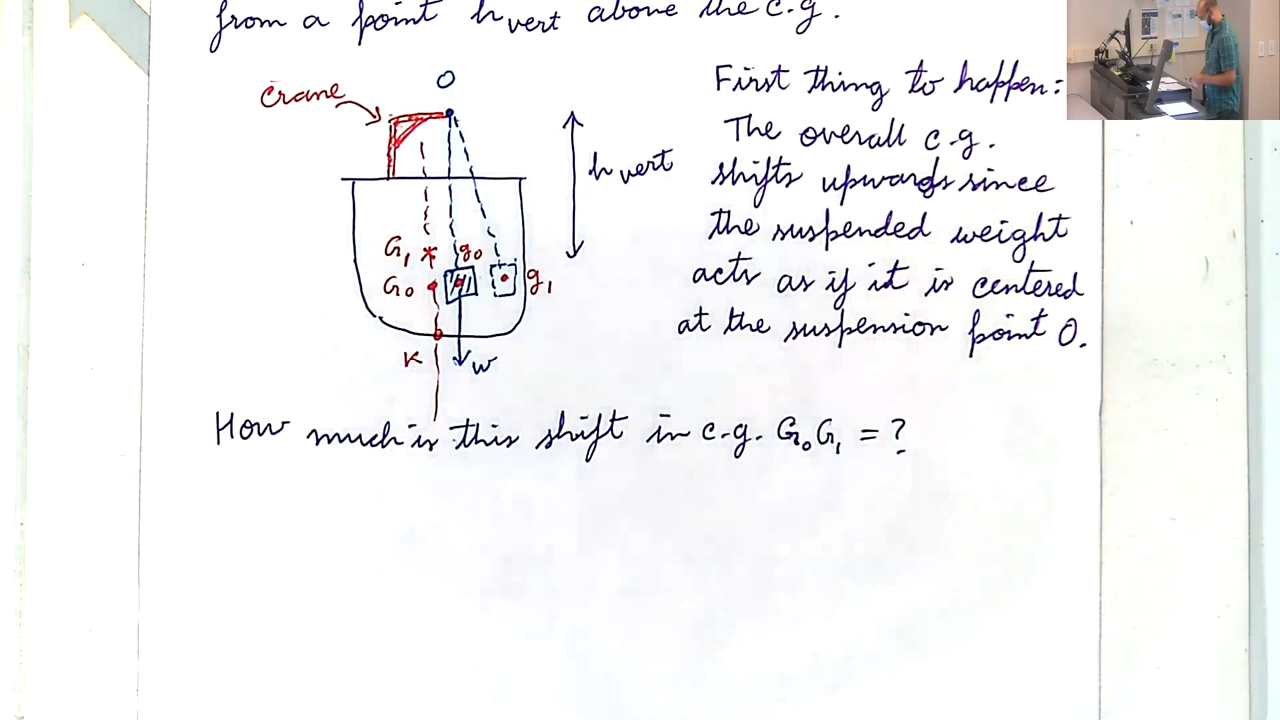 from a point h vert above the c.g.
O
crane
h vert
G1
g0
G0
g1
K
w
First thing to happen:
The overall c.g.
shifts upwards since
the suspended weight
acts as if it is centered
at the suspension point O.
How much is this shift in c.g. G0G1 = ?